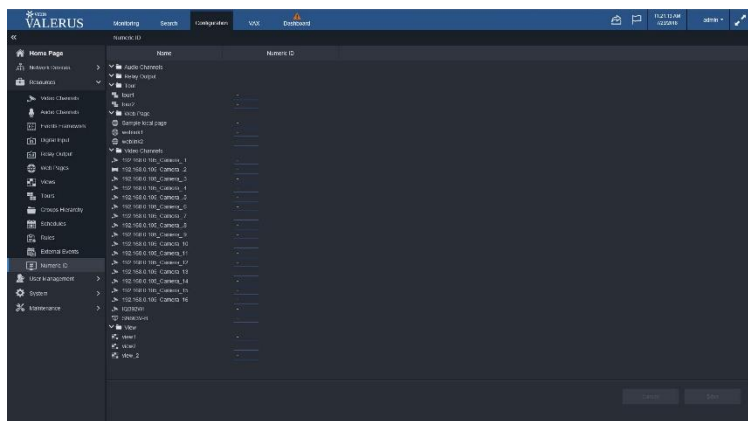 VICON
VALERUS
Monitoring Search Configuration VAX Dashboard
admin
Numeric ID
Home Page
Network Devices
Resources
Video Channels
Audio Channels
Events Framework
Digital Input
Relay Output
Web Pages
Views
Tours
Groups Hierarchy
Schedules
Rules
External Events
Numeric ID
User Management
System
Maintenance
Name Numeric ID
Audio Channels
Relay Output
Tour
tour1
tour2
Web Page
Sample local page
weblink1
weblink2
Video Channels
192.168.0.106_Camera_1
192.168.0.106_Camera_2
192.168.0.106_Camera_3
192.168.0.106_Camera_4
192.168.0.106_Camera_5
192.168.0.106_Camera_6
192.168.0.106_Camera_7
192.168.0.106_Camera_8
192.168.0.106_Camera_9
192.168.0.106_Camera_10
192.168.0.106_Camera_11
192.168.0.106_Camera_12
192.168.0.106_Camera_13
192.168.0.106_Camera_14
192.168.0.106_Camera_15
192.168.0.106_Camera_16
View
view1
view2
view_2
Cancel Save